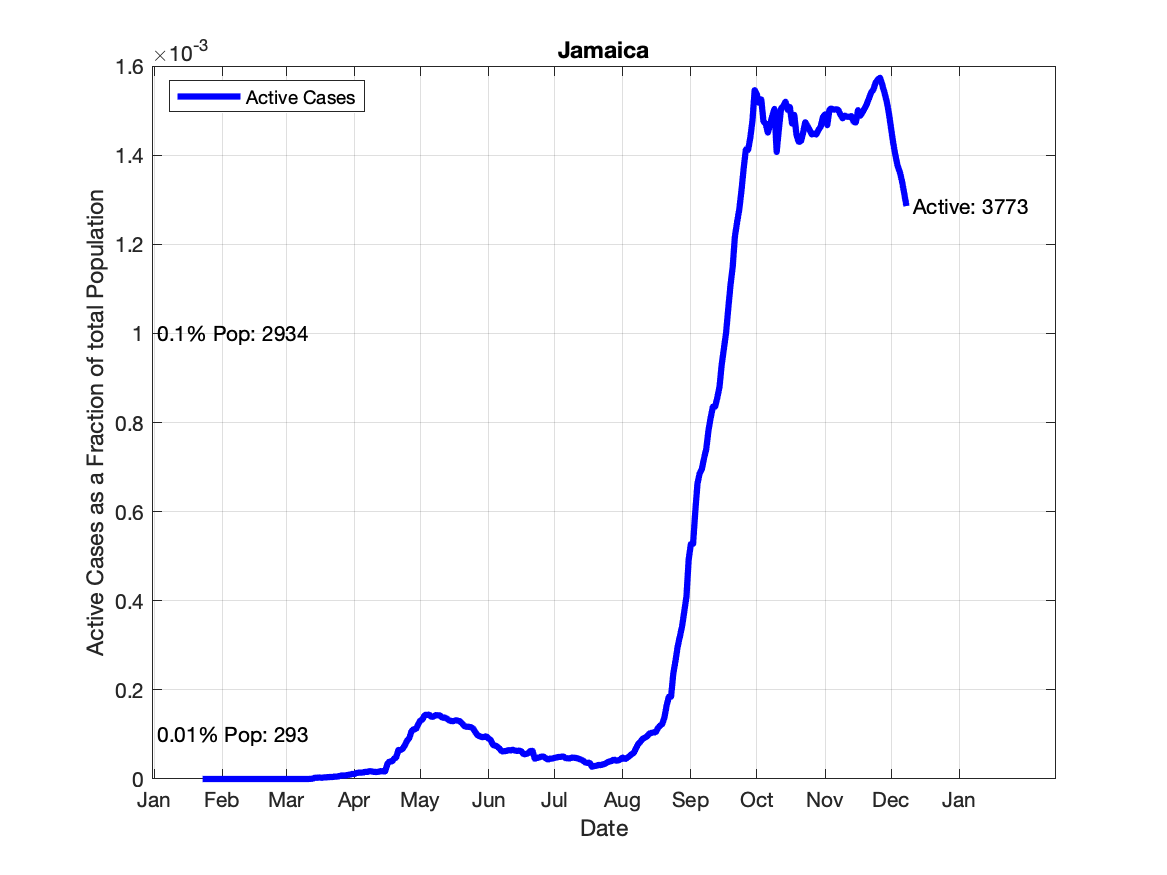 Jamaica
×10-3
Active Cases
1.6
1.4
1.2
1
0.8
0.6
0.4
0.2
0
Active Cases as a Fraction of total Population
Active: 3773
0.1% Pop: 2934
0.01% Pop: 293
Jan Feb Mar Apr May Jun Jul Aug Sep Oct Nov Dec Jan
Date